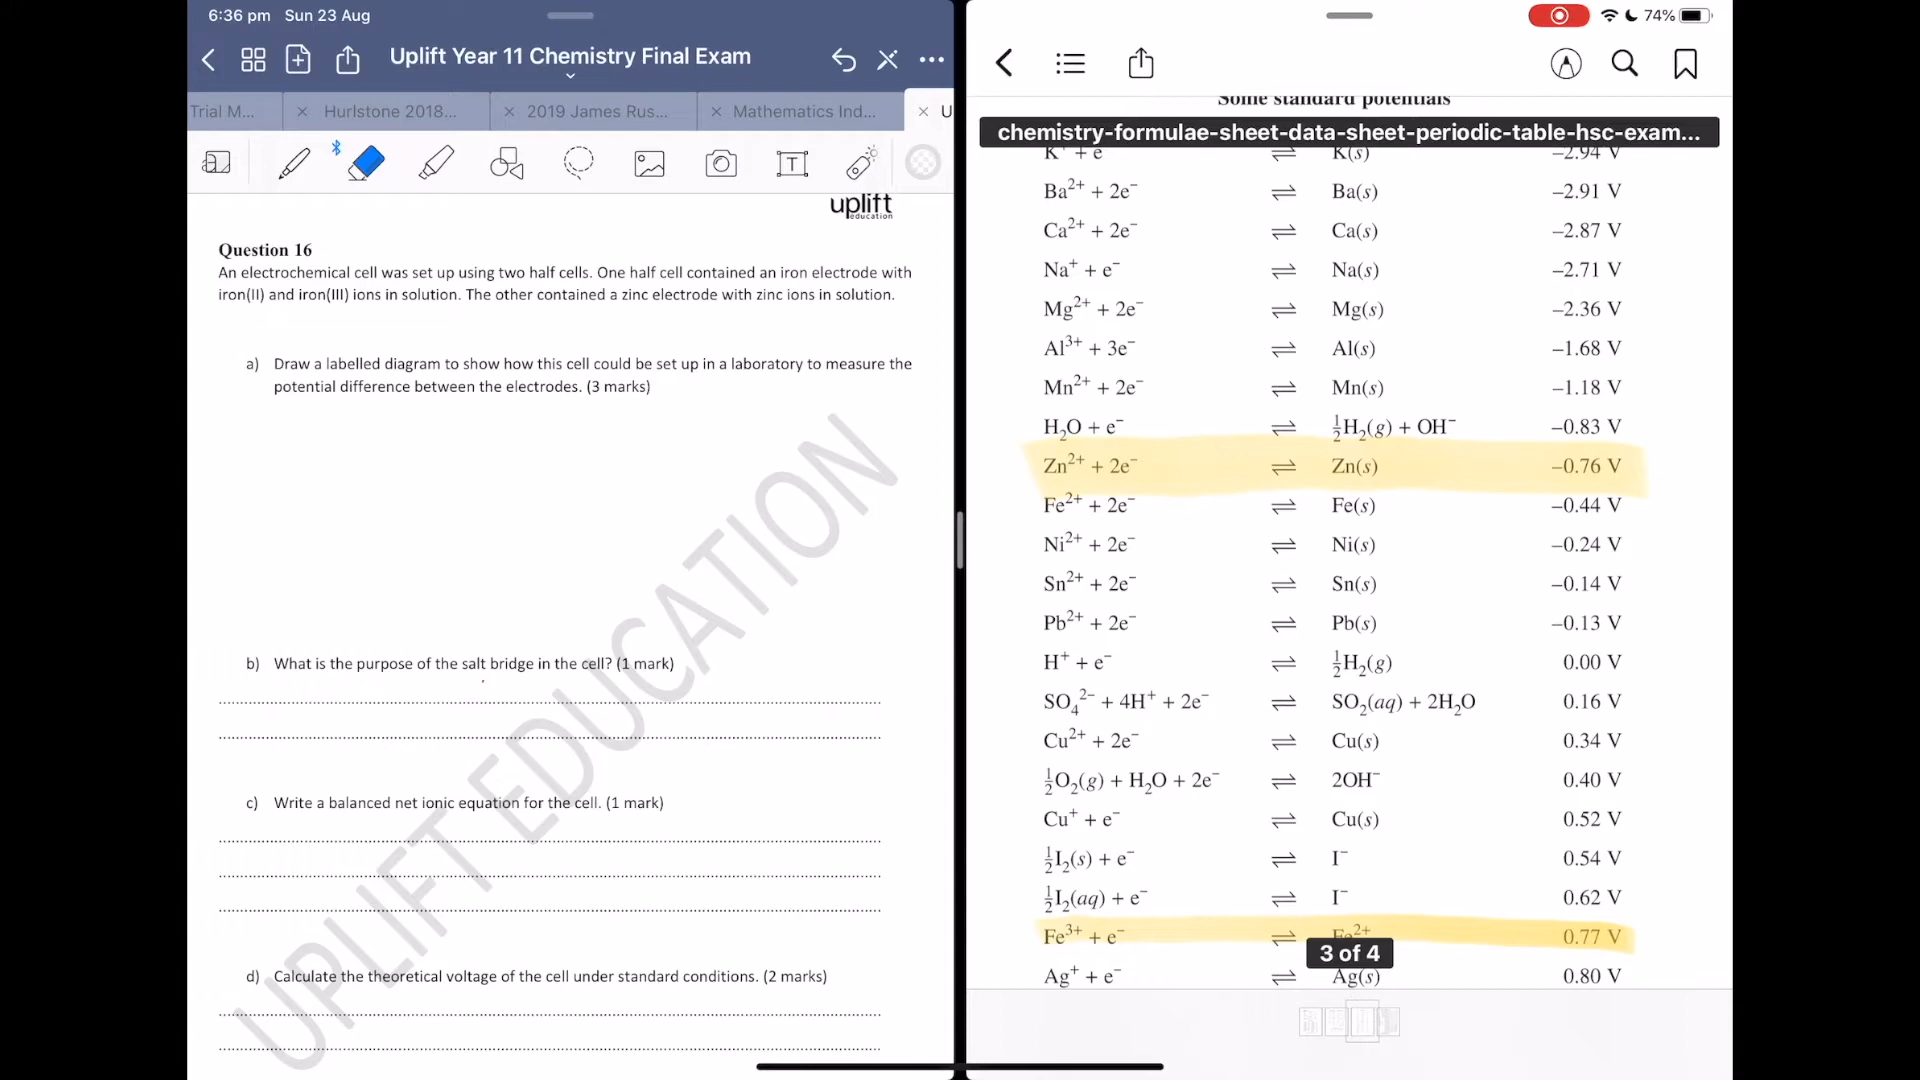 6:36 pm Sun 23 Aug
74%
Uplift Year 11 Chemistry Final Exam
Trial M...
Hurlstone 2018...
2019 James Rus...
Mathematics Ind...
U
T
uplift
education
Question 16
An electrochemical cell was set up using two half cells. One half cell contained an iron electrode with
iron(II) and iron(III) ions in solution. The other contained a zinc electrode with zinc ions in solution.
a) Draw a labelled diagram to show how this cell could be set up in a laboratory to measure the
potential difference between the electrodes. (3 marks)
b) What is the purpose of the salt bridge in the cell? (1 mark)
c) Write a balanced net ionic equation for the cell. (1 mark)
d) Calculate the theoretical voltage of the cell under standard conditions. (2 marks)
UPLIFT EDUCATION
Some standard potentials
chemistry-formulae-sheet-data-sheet-periodic-table-hsc-exam...
K⁺ + e⁻ ⇌ K(s) –2.94 V
Ba²⁺ + 2e⁻ ⇌ Ba(s) –2.91 V
Ca²⁺ + 2e⁻ ⇌ Ca(s) –2.87 V
Na⁺ + e⁻ ⇌ Na(s) –2.71 V
Mg²⁺ + 2e⁻ ⇌ Mg(s) –2.36 V
Al³⁺ + 3e⁻ ⇌ Al(s) –1.68 V
Mn²⁺ + 2e⁻ ⇌ Mn(s) –1.18 V
H₂O + e⁻ ⇌ ½H₂(g) + OH⁻ –0.83 V
Zn²⁺ + 2e⁻ ⇌ Zn(s) –0.76 V
Fe²⁺ + 2e⁻ ⇌ Fe(s) –0.44 V
Ni²⁺ + 2e⁻ ⇌ Ni(s) –0.24 V
Sn²⁺ + 2e⁻ ⇌ Sn(s) –0.14 V
Pb²⁺ + 2e⁻ ⇌ Pb(s) –0.13 V
H⁺ + e⁻ ⇌ ½H₂(g) 0.00 V
SO₄²⁻ + 4H⁺ + 2e⁻ ⇌ SO₂(aq) + 2H₂O 0.16 V
Cu²⁺ + 2e⁻ ⇌ Cu(s) 0.34 V
½O₂(g) + H₂O + 2e⁻ ⇌ 2OH⁻ 0.40 V
Cu⁺ + e⁻ ⇌ Cu(s) 0.52 V
½I₂(s) + e⁻ ⇌ I⁻ 0.54 V
½I₂(aq) + e⁻ ⇌ I⁻ 0.62 V
Fe³⁺ + e⁻ ⇌ Fe²⁺ 0.77 V
3 of 4
Ag⁺ + e⁻ ⇌ Ag(s) 0.80 V